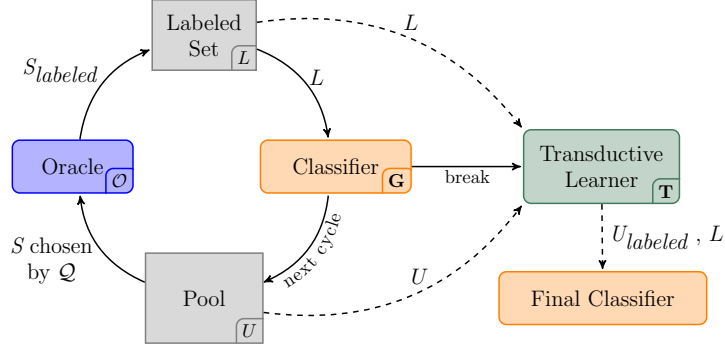 Labeled
Set
L
L
S_labeled
L
Oracle
𝒪
Classifier
G
break
Transductive
Learner
T
next cycle
S chosen
by 𝒬
U_labeled , L
U
Pool
U
Final Classifier